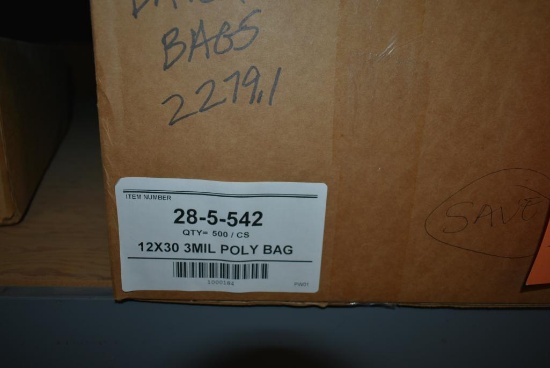 BAGS
2279.1
ITEM NUMBER
28-5-542
QTY= 500 / CS
12X30 3MIL POLY BAG
SAVE